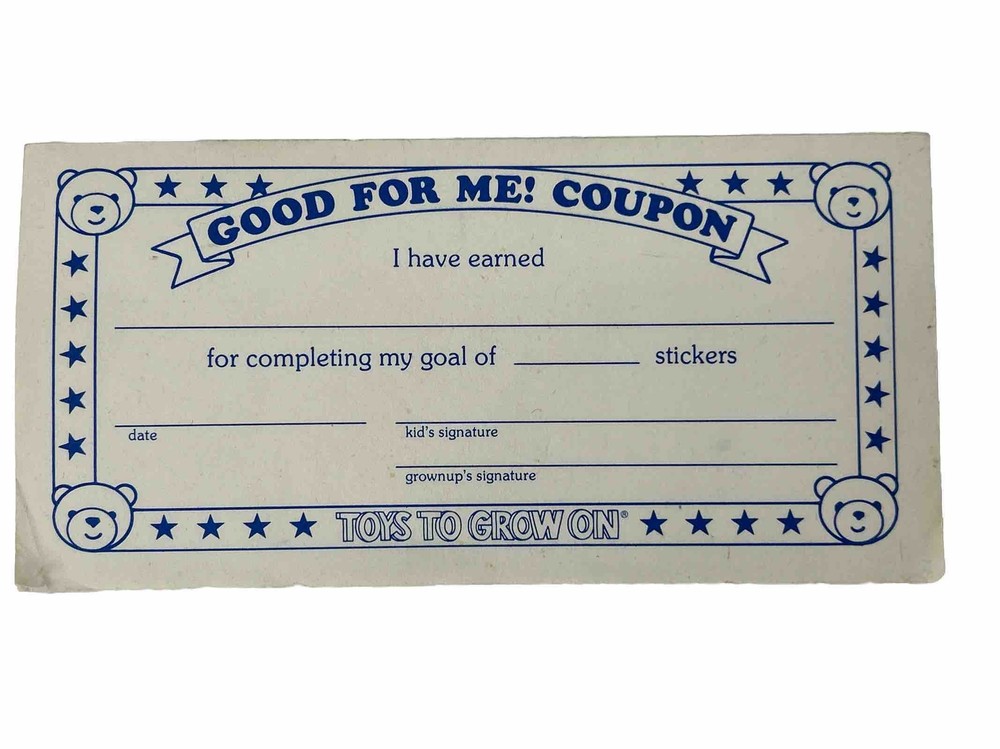 GOOD FOR ME! COUPON
I have earned
for completing my goal of ________ stickers
date
kid's signature
grownup's signature
TOYS TO GROW ON®